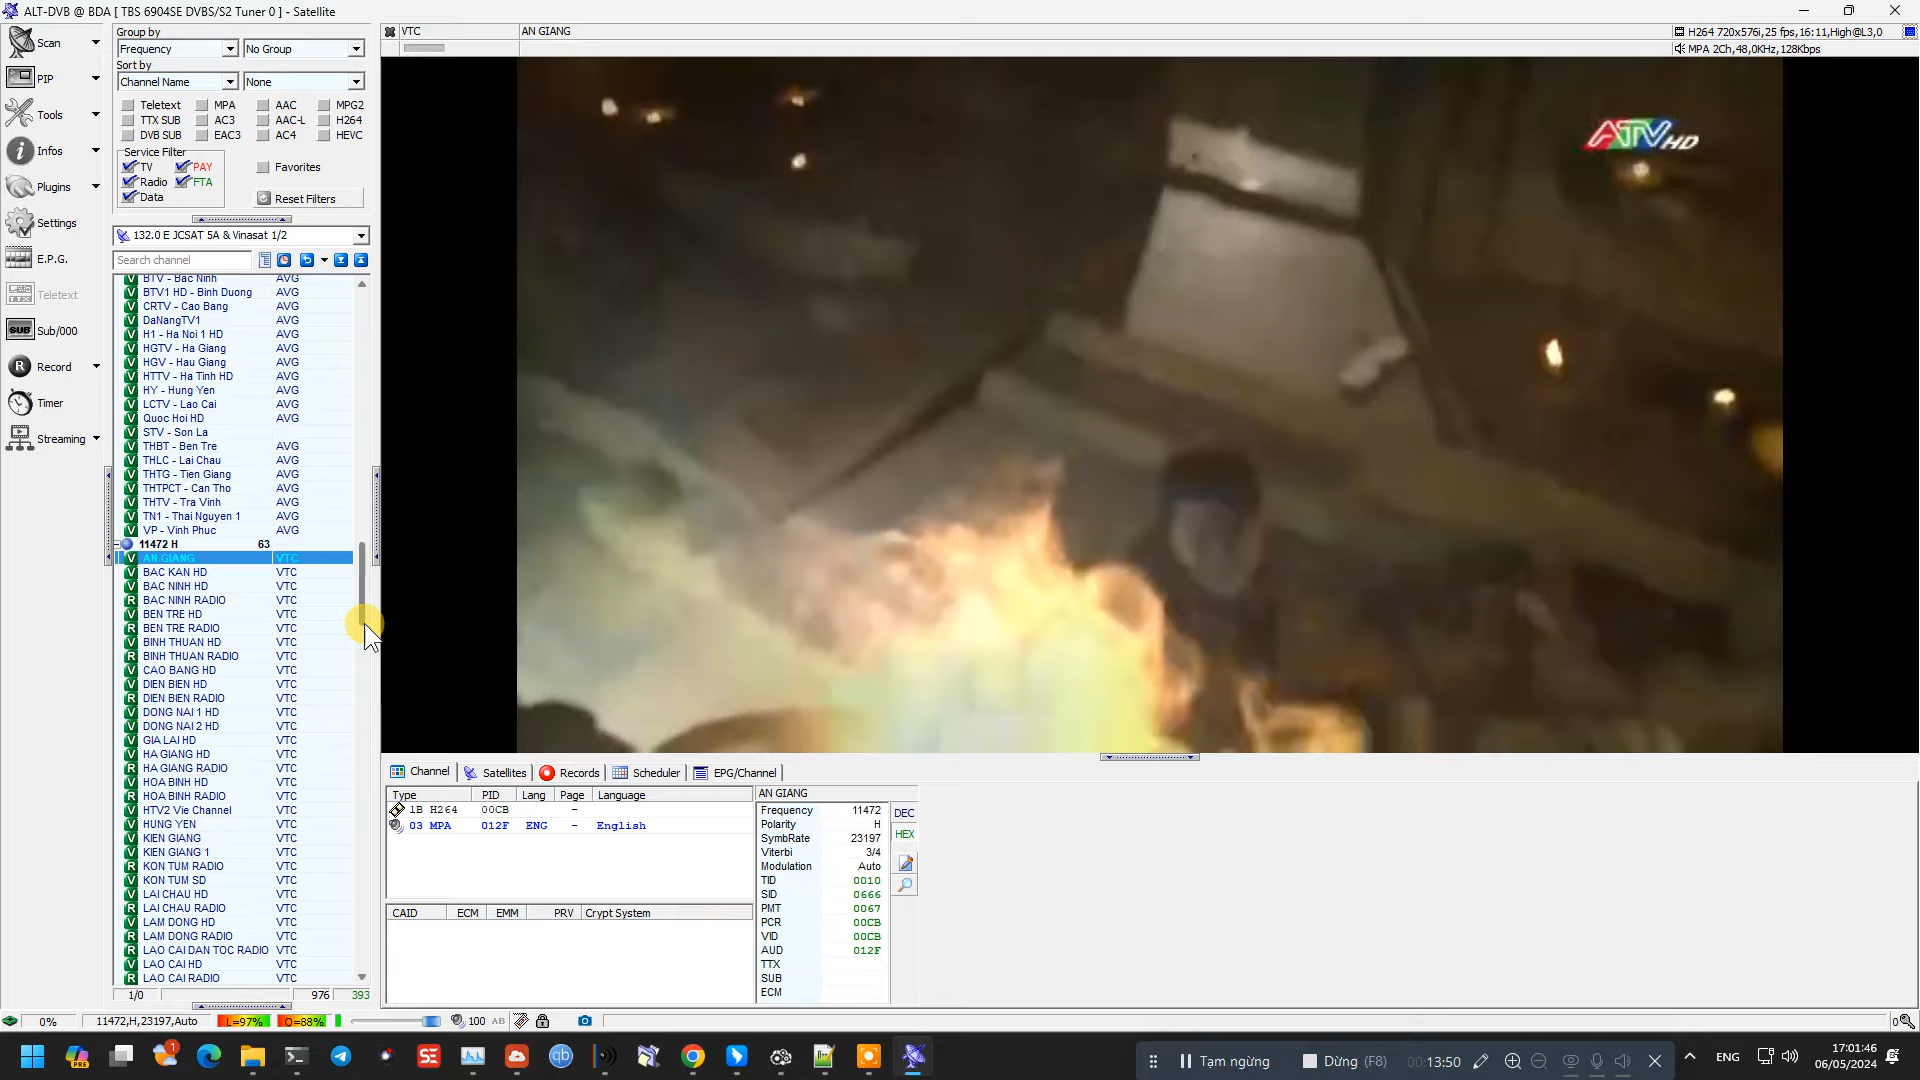 ALT-DVB @ BDA [ TBS 6904SE DVBS/S2 Tuner 0 ] - Satellite
Scan
PIP
Tools
Infos
Plugins
Settings
E.P.G.
Teletext
Sub/000
Record
Timer
Streaming
Group by
Frequency No Group
Sort by
Channel Name None
Teletext MPA AAC MPG2
TTX SUB AC3 AAC-L H264
DVB SUB EAC3 AC4 HEVC
Service Filter
TV PAY Favorites
Radio FTA
Data Reset Filters
132.0 E JCSAT 5A & Vinasat 1/2
Search channel
BTV - Bac Ninh AVG
BTV1 HD - Binh Duong AVG
CRTV - Cao Bang AVG
DaNangTV1 AVG
H1 - Ha Noi 1 HD AVG
HGTV - Ha Giang AVG
HGV - Hau Giang AVG
HTTV - Ha Tinh HD AVG
HY - Hung Yen AVG
LCTV - Lao Cai AVG
Quoc Hoi HD AVG
STV - Son La
THBT - Ben Tre AVG
THLC - Lai Chau AVG
THTG - Tien Giang AVG
THTPCT - Can Tho AVG
THTV - Tra Vinh AVG
TN1 - Thai Nguyen 1 AVG
VP - Vinh Phuc AVG
11472 H 63
AN GIANG VTC
BAC KAN HD VTC
BAC NINH HD VTC
BAC NINH RADIO VTC
BEN TRE HD VTC
BEN TRE RADIO VTC
BINH THUAN HD VTC
BINH THUAN RADIO VTC
CAO BANG HD VTC
DIEN BIEN HD VTC
DIEN BIEN RADIO VTC
DONG NAI 1 HD VTC
DONG NAI 2 HD VTC
GIA LAI HD VTC
HA GIANG HD VTC
HA GIANG RADIO VTC
HOA BINH HD VTC
HOA BINH RADIO VTC
HTV2 Vie Channel VTC
HUNG YEN VTC
KIEN GIANG VTC
KIEN GIANG 1 VTC
KON TUM RADIO VTC
KON TUM SD VTC
LAI CHAU HD VTC
LAI CHAU RADIO VTC
LAM DONG HD VTC
LAM DONG RADIO VTC
LAO CAI DAN TOC RADIO VTC
LAO CAI HD VTC
LAO CAI RADIO VTC
1/0 976 393
VTC AN GIANG
H264 720x576i,25 fps,16:11,High@L3,0
MPA 2Ch,48,0KHz,128Kbps
ATV HD
Channel Satellites Records Scheduler EPG/Channel
Type PID Lang Page Language
1B H264 00CB -
03 MPA 012F ENG - English
CAID ECM EMM PRV Crypt System
AN GIANG
Frequency 11472
Polarity H
SymbRate 23197
Viterbi 3/4
Modulation Auto
TID 0010
SID 0666
PMT 0067
PCR 00CB
VID 00CB
AUD 012F
TTX
SUB
ECM
DEC
HEX
0% 11472,H,23197,Auto L=97% Q=88% 100 AB 0
Tạm ngừng Dừng (F8) 00:13:50
ENG
17:01:46
06/05/2024